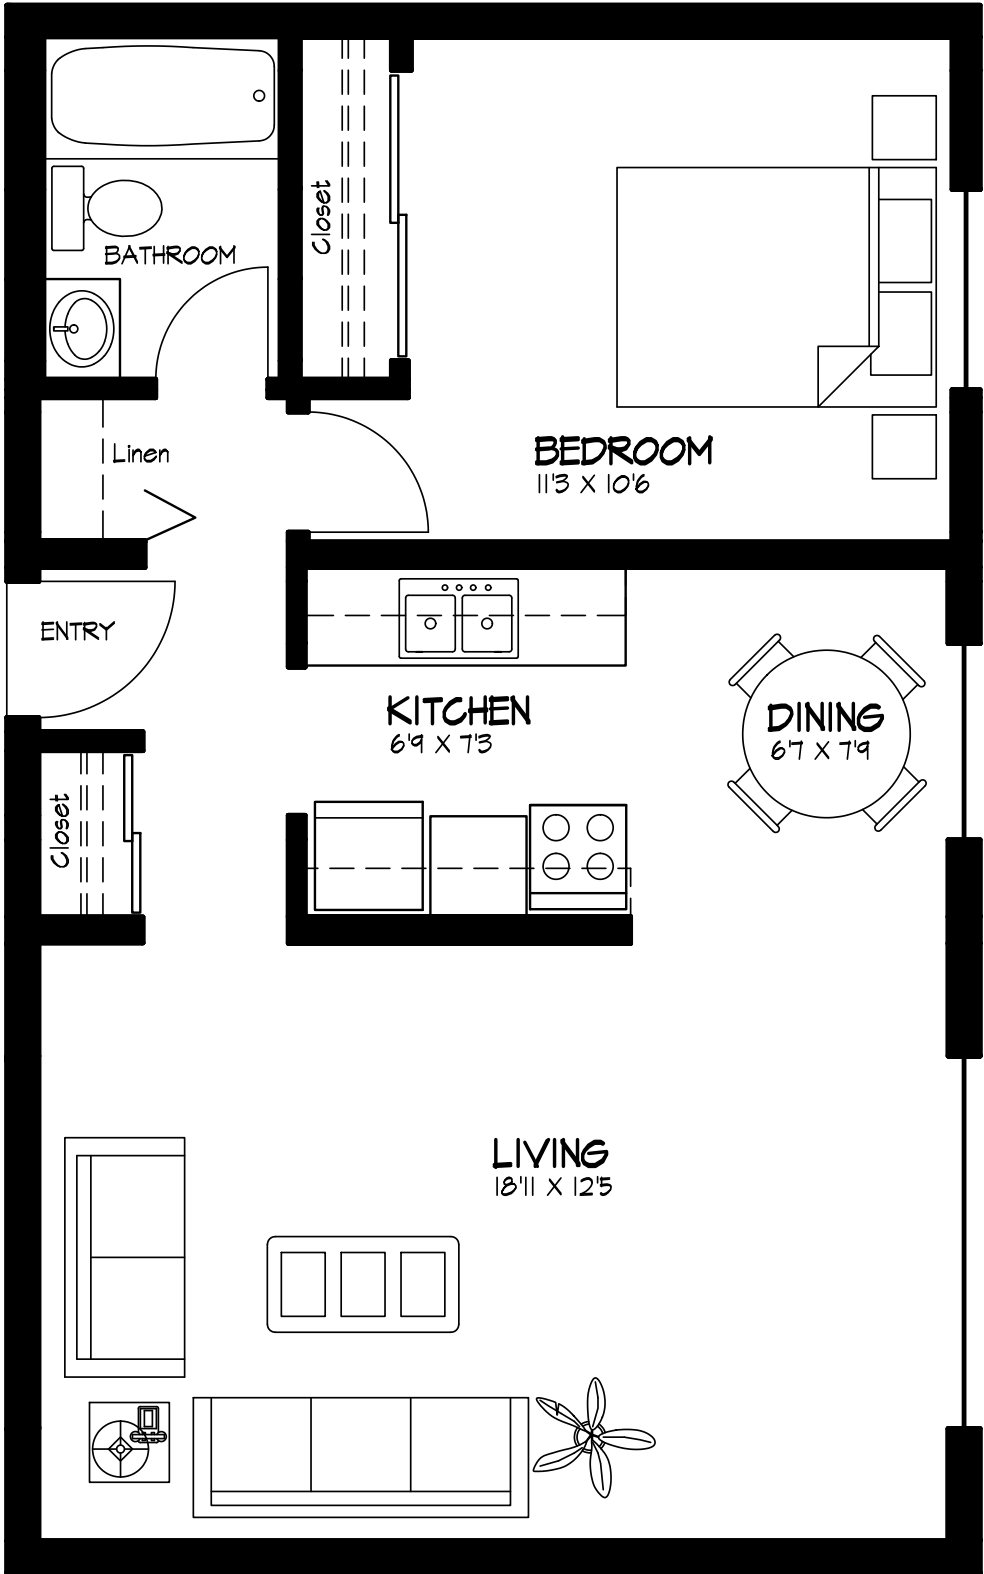 Closet
BATHROOM
Linen
BEDROOM
11'3 X 10'6
ENTRY
KITCHEN
6'9 X 7'3
DINING
6'7 X 7'9
Closet
LIVING
18'11 X 12'5